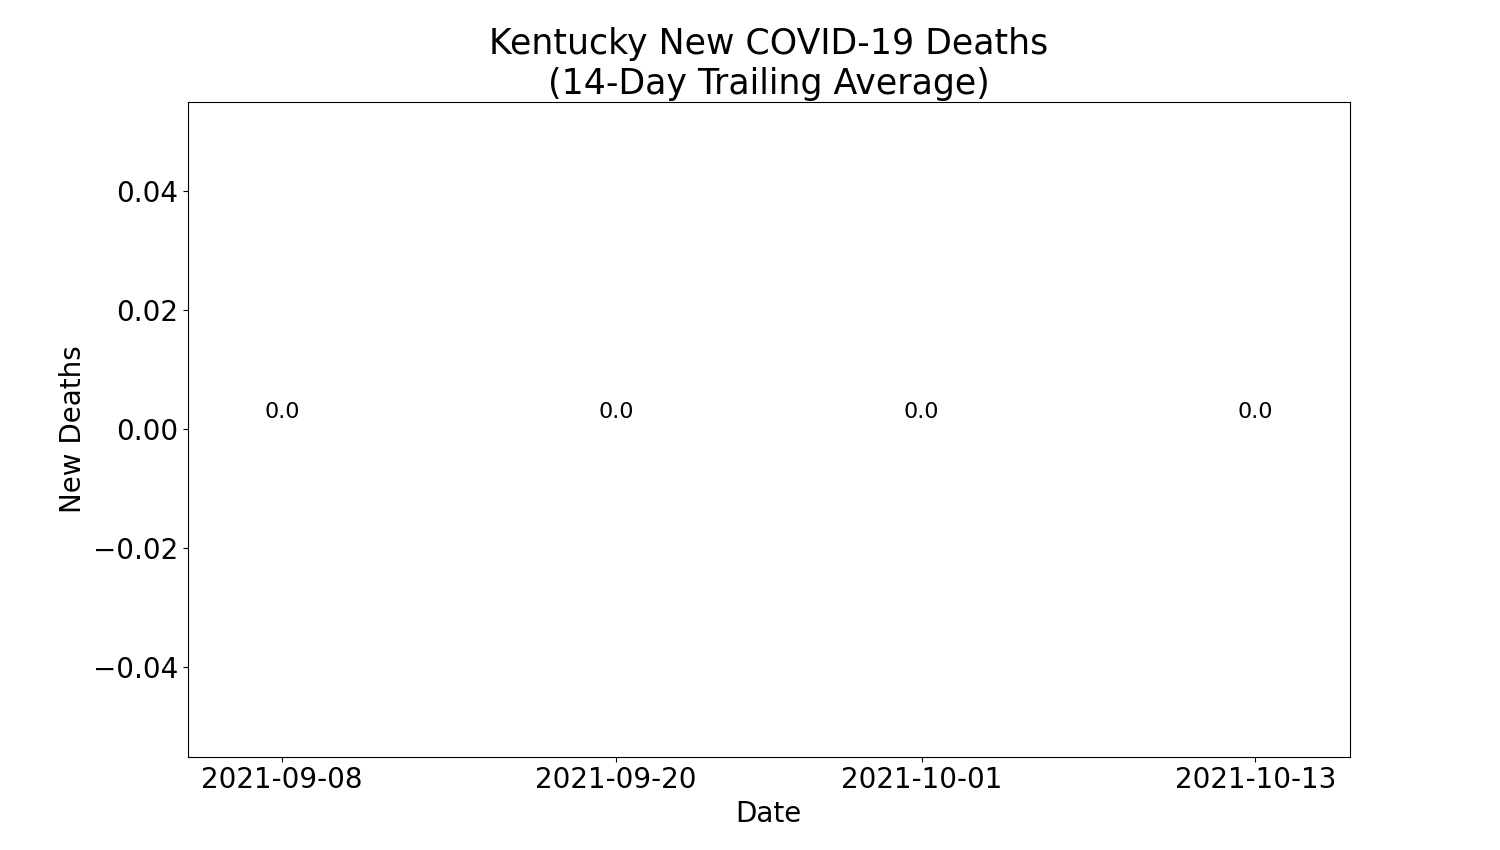 Kentucky New COVID-19 Deaths
(14-Day Trailing Average)
0.04
0.02
0.00
−0.02
−0.04
New Deaths
0.0 0.0 0.0 0.0
2021-09-08 2021-09-20 2021-10-01 2021-10-13
Date